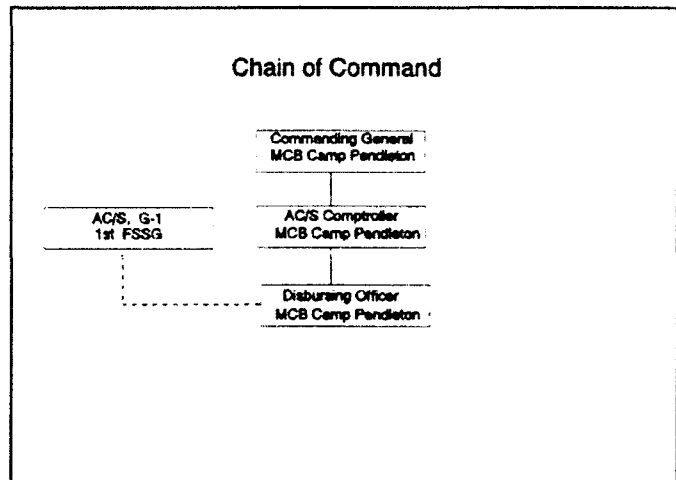 Chain of Command
Commanding General
MCB Camp Pendleton
AC/S, G-1
1st FSSG
AC/S Comptroller
MCB Camp Pendleton
Disbursing Officer
MCB Camp Pendleton